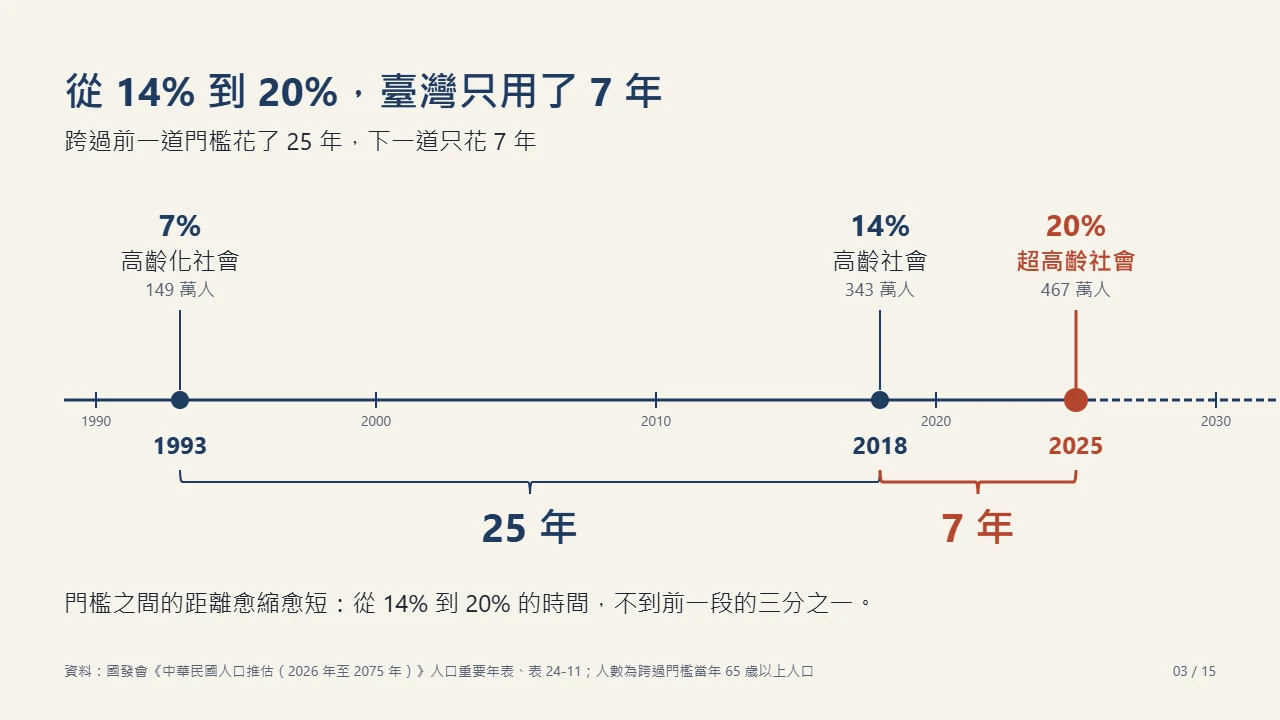 從 14% 到 20%，臺灣只用了 7 年
跨過前一道門檻花了 25 年，下一道只花 7 年
7%
高齡化社會
149 萬人
14%
高齡社會
343 萬人
20%
超高齡社會
467 萬人
1990
2000
2010
2020
2030
1993
2018
2025
25 年
7 年
門檻之間的距離愈縮愈短：從 14% 到 20% 的時間，不到前一段的三分之一。
資料：國發會《中華民國人口推估（2026 年至 2075 年）》人口重要年表、表 24-11；人數為跨過門檻當年 65 歲以上人口
03 / 15